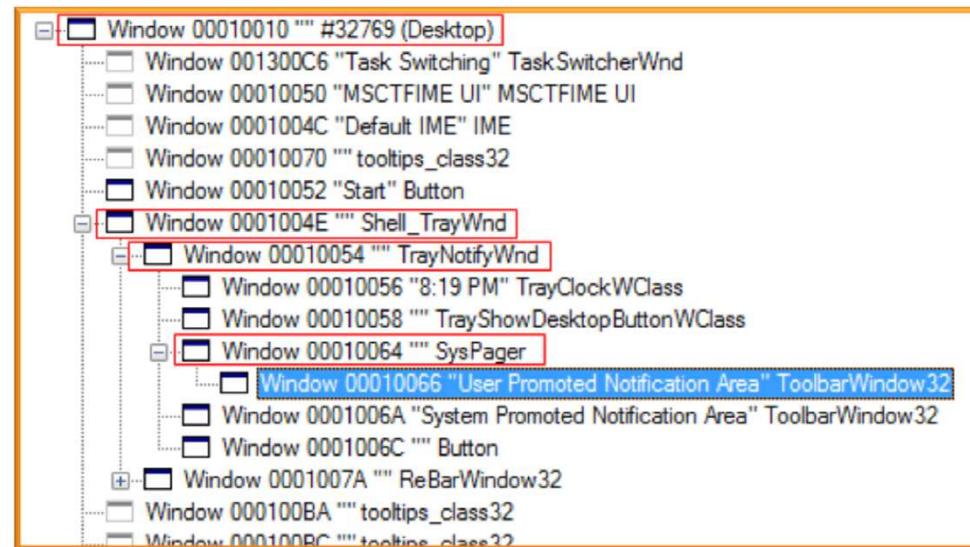 Window 00010010 "" #32769 (Desktop)
Window 001300C6 "Task Switching" TaskSwitcherWnd
Window 00010050 "MSCTFIME UI" MSCTFIME UI
Window 0001004C "Default IME" IME
Window 00010070 "" tooltips_class32
Window 00010052 "Start" Button
Window 0001004E "" Shell_TrayWnd
Window 00010054 "" TrayNotifyWnd
Window 00010056 "8:19 PM" TrayClockWClass
Window 00010058 "" TrayShowDesktopButtonWClass
Window 00010064 "" SysPager
Window 00010066 "User Promoted Notification Area" ToolbarWindow32
Window 0001006A "System Promoted Notification Area" ToolbarWindow32
Window 0001006C "" Button
Window 0001007A "" ReBarWindow32
Window 000100BA "" tooltips_class32
Window 000100BC "" tooltips_class32